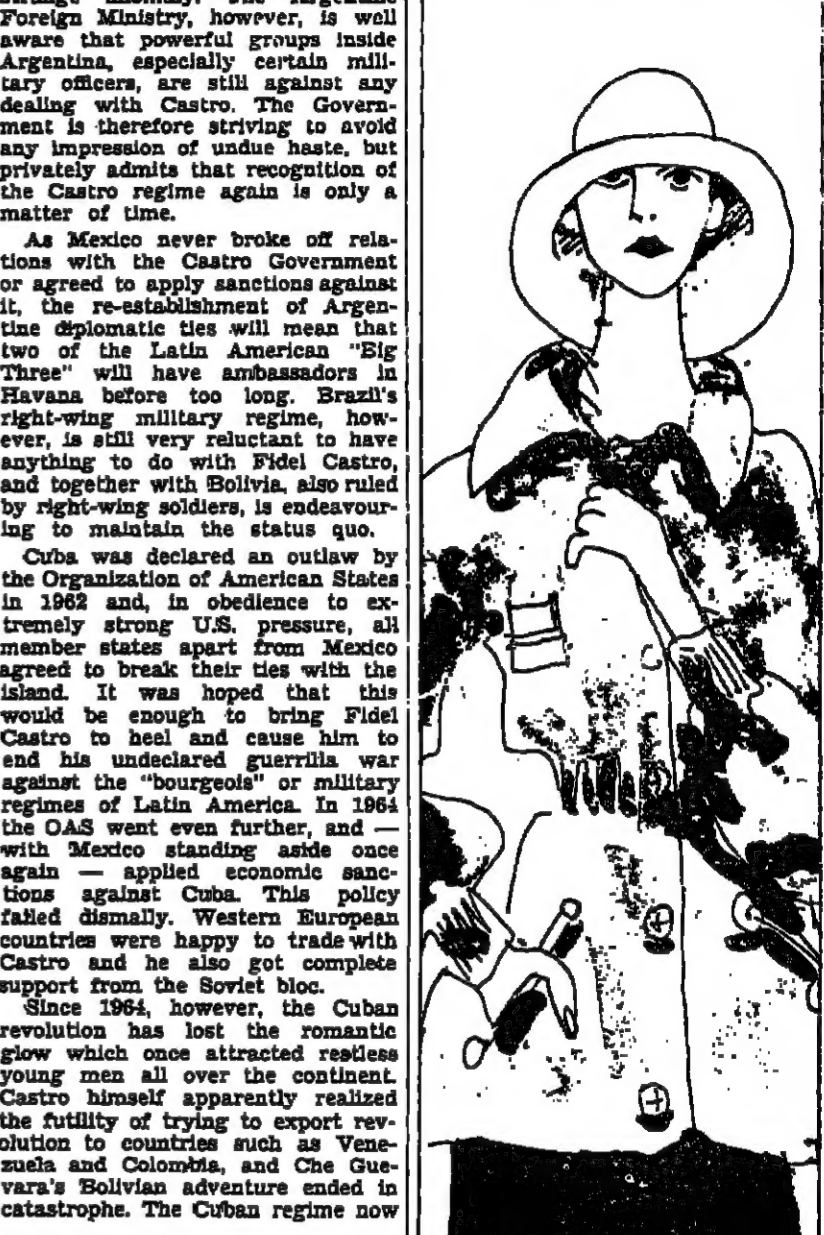 Foreign Ministry, however, is well
aware that powerful groups inside
Argentina, especially certain mili-
tary officers, are still against any
dealing with Castro. The Govern-
ment is therefore striving to avoid
any impression of undue haste, but
privately admits that recognition of
the Castro regime again is only a
matter of time.
As Mexico never broke off rela-
tions with the Castro Government
or agreed to apply sanctions against
it, the re-establishment of Argen-
tine diplomatic ties will mean that
two of the Latin American "Big
Three" will have ambassadors in
Havana before too long. Brazil's
right-wing military regime, how-
ever, is still very reluctant to have
anything to do with Fidel Castro,
and together with Bolivia, also ruled
by right-wing soldiers, is endeavour-
ing to maintain the status quo.
Cuba was declared an outlaw by
the Organization of American States
in 1962 and, in obedience to ex-
tremely strong U.S. pressure, all
member states apart from Mexico
agreed to break their ties with the
island. It was hoped that this
would be enough to bring Fidel
Castro to heel and cause him to
end his undeclared guerrilla war
against the "bourgeois" or military
regimes of Latin America. In 1964
the OAS went even further, and —
with Mexico standing aside once
again — applied economic sanc-
tions against Cuba. This policy
failed dismally. Western European
countries were happy to trade with
Castro and he also got complete
support from the Soviet bloc.
Since 1964, however, the Cuban
revolution has lost the romantic
glow which once attracted restless
young men all over the continent.
Castro himself apparently realized
the futility of trying to export rev-
olution to countries such as Vene-
zuela and Colombia, and Che Gue-
vara's Bolivian adventure ended in
catastrophe. The Cuban regime now